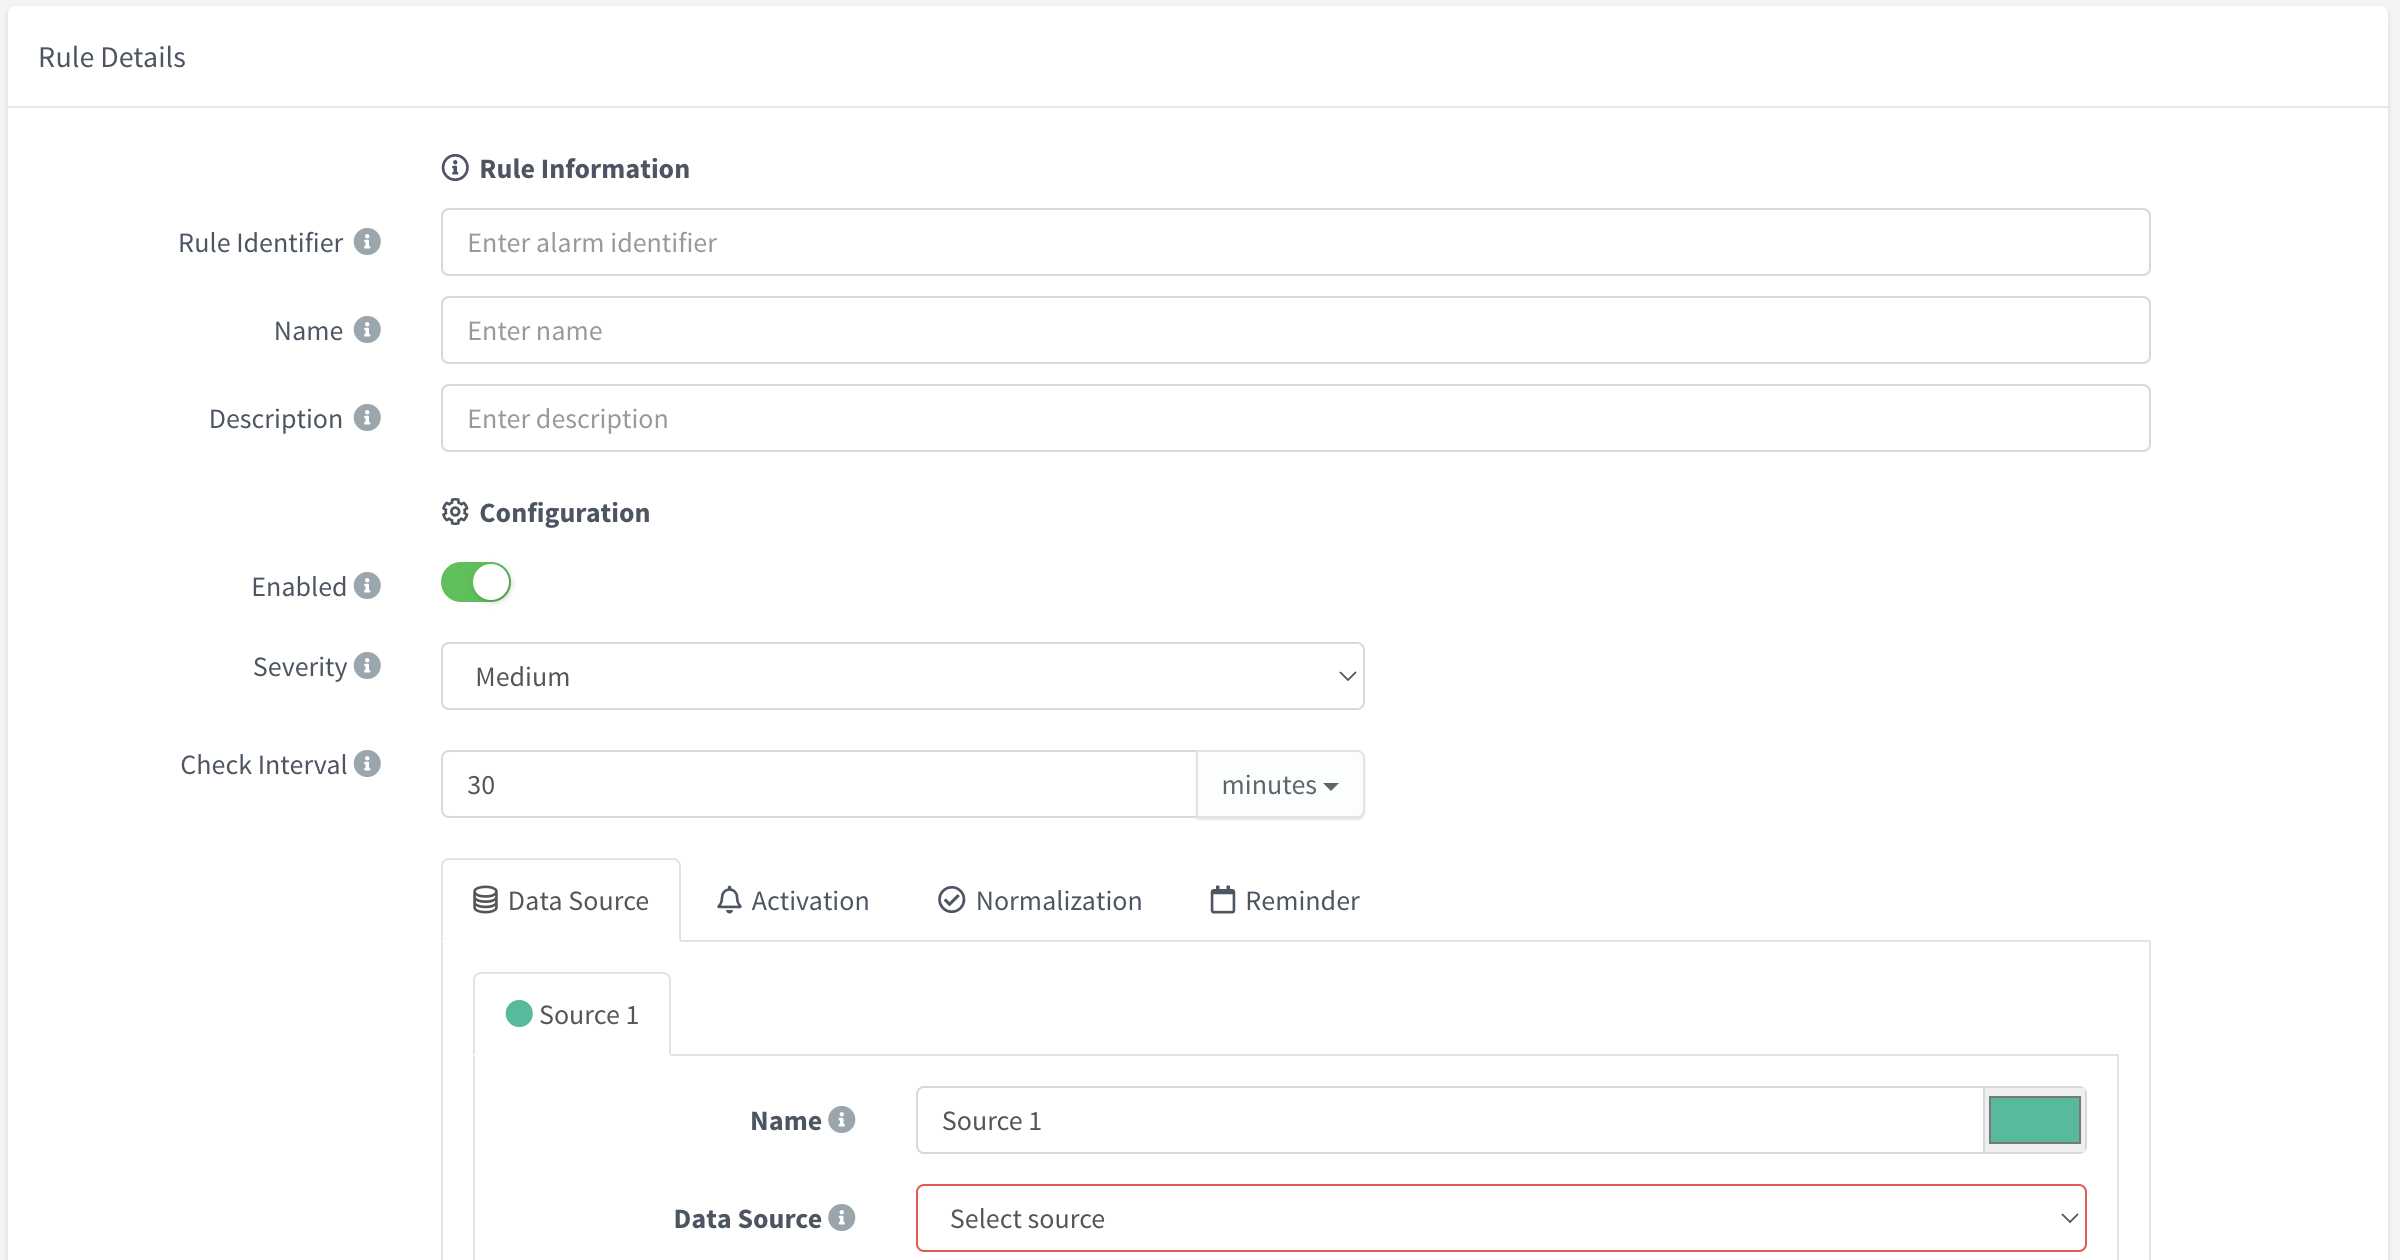 Rule Details
Rule Information
Rule Identifier
Enter alarm identifier
Name
Enter name
Description
Enter description
Configuration
Enabled
Severity
Medium
Check Interval
30
minutes
Data Source
Activation
Normalization
Reminder
Source 1
Name
Source 1
Data Source
Select source